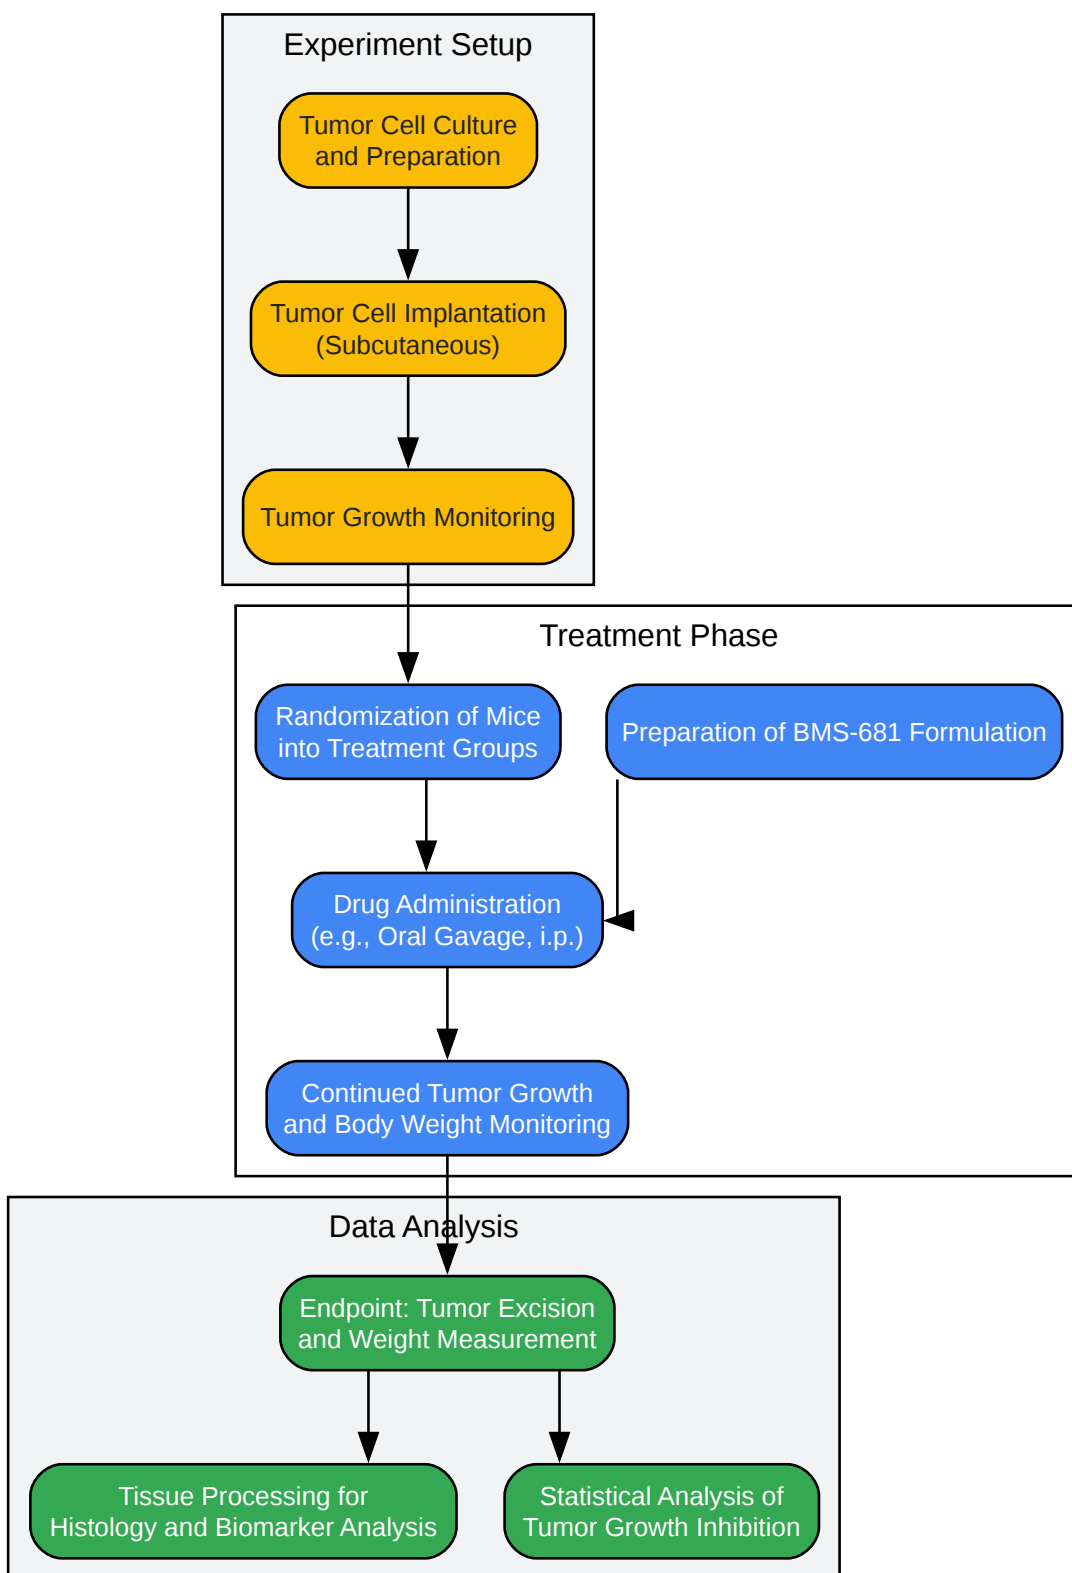 Experiment Setup
Tumor Cell Culture
and Preparation
Tumor Cell Implantation
(Subcutaneous)
Tumor Growth Monitoring
Treatment Phase
Randomization of Mice
into Treatment Groups
Preparation of BMS-681 Formulation
Drug Administration
(e.g., Oral Gavage, i.p.)
Continued Tumor Growth
and Body Weight Monitoring
Data Analysis
Endpoint: Tumor Excision
and Weight Measurement
Tissue Processing for
Histology and Biomarker Analysis
Statistical Analysis of
Tumor Growth Inhibition